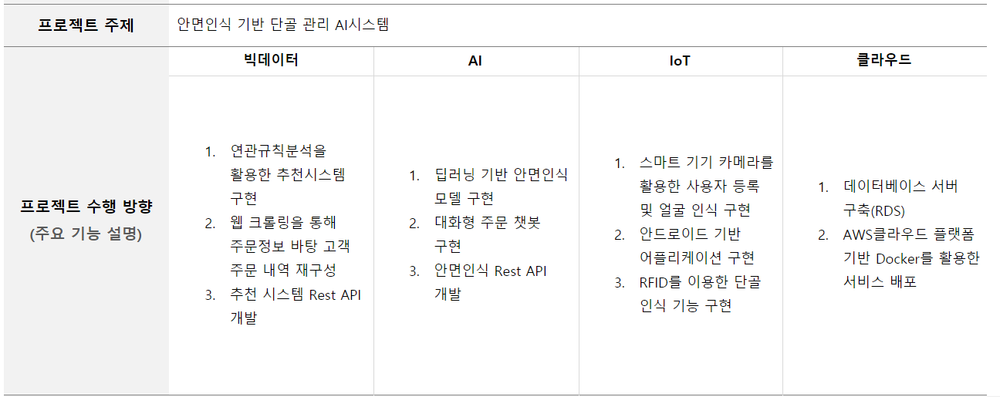 프로젝트 주제
안면인식 기반 단골 관리 AI시스템
프로젝트 수행 방향
(주요 기능 설명)
빅데이터
1. 연관규칙분석을
활용한 추천시스템
구현
2. 웹 크롤링을 통해
주문정보 바탕 고객
주문 내역 재구성
3. 추천 시스템 Rest API
개발
AI
1. 딥러닝 기반 안면인식
모델 구현
2. 대화형 주문 챗봇
구현
3. 안면인식 Rest API
개발
IoT
1. 스마트 기기 카메라를
활용한 사용자 등록
및 얼굴 인식 구현
2. 안드로이드 기반
어플리케이션 구현
3. RFID를 이용한 단골
인식 기능 구현
클라우드
1. 데이터베이스 서버
구축(RDS)
2. AWS클라우드 플랫폼
기반 Docker를 활용한
서비스 배포